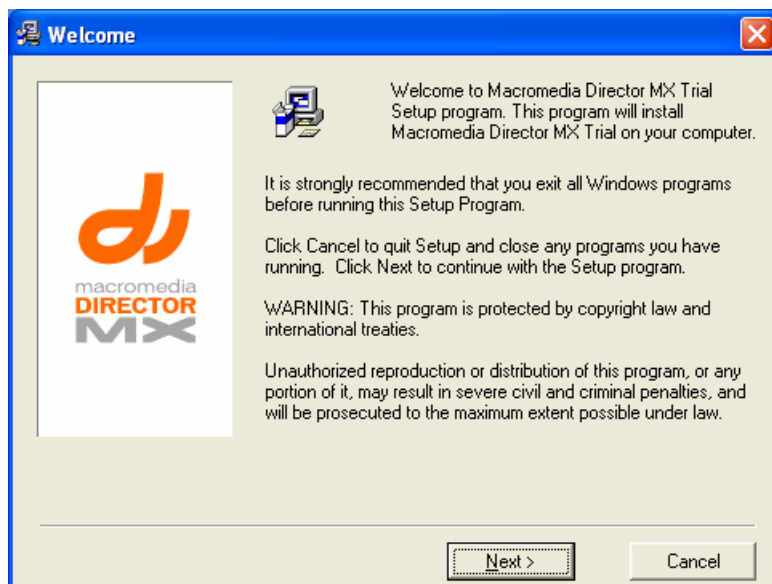 Welcome
Welcome to Macromedia Director MX Trial
Setup program. This program will install
Macromedia Director MX Trial on your computer.
It is strongly recommended that you exit all Windows programs
before running this Setup Program.
Click Cancel to quit Setup and close any programs you have
running.  Click Next to continue with the Setup program.
WARNING: This program is protected by copyright law and
international treaties.
Unauthorized reproduction or distribution of this program, or any
portion of it, may result in severe civil and criminal penalties, and
will be prosecuted to the maximum extent possible under law.
macromedia
DIRECTOR
MX
Next >
Cancel